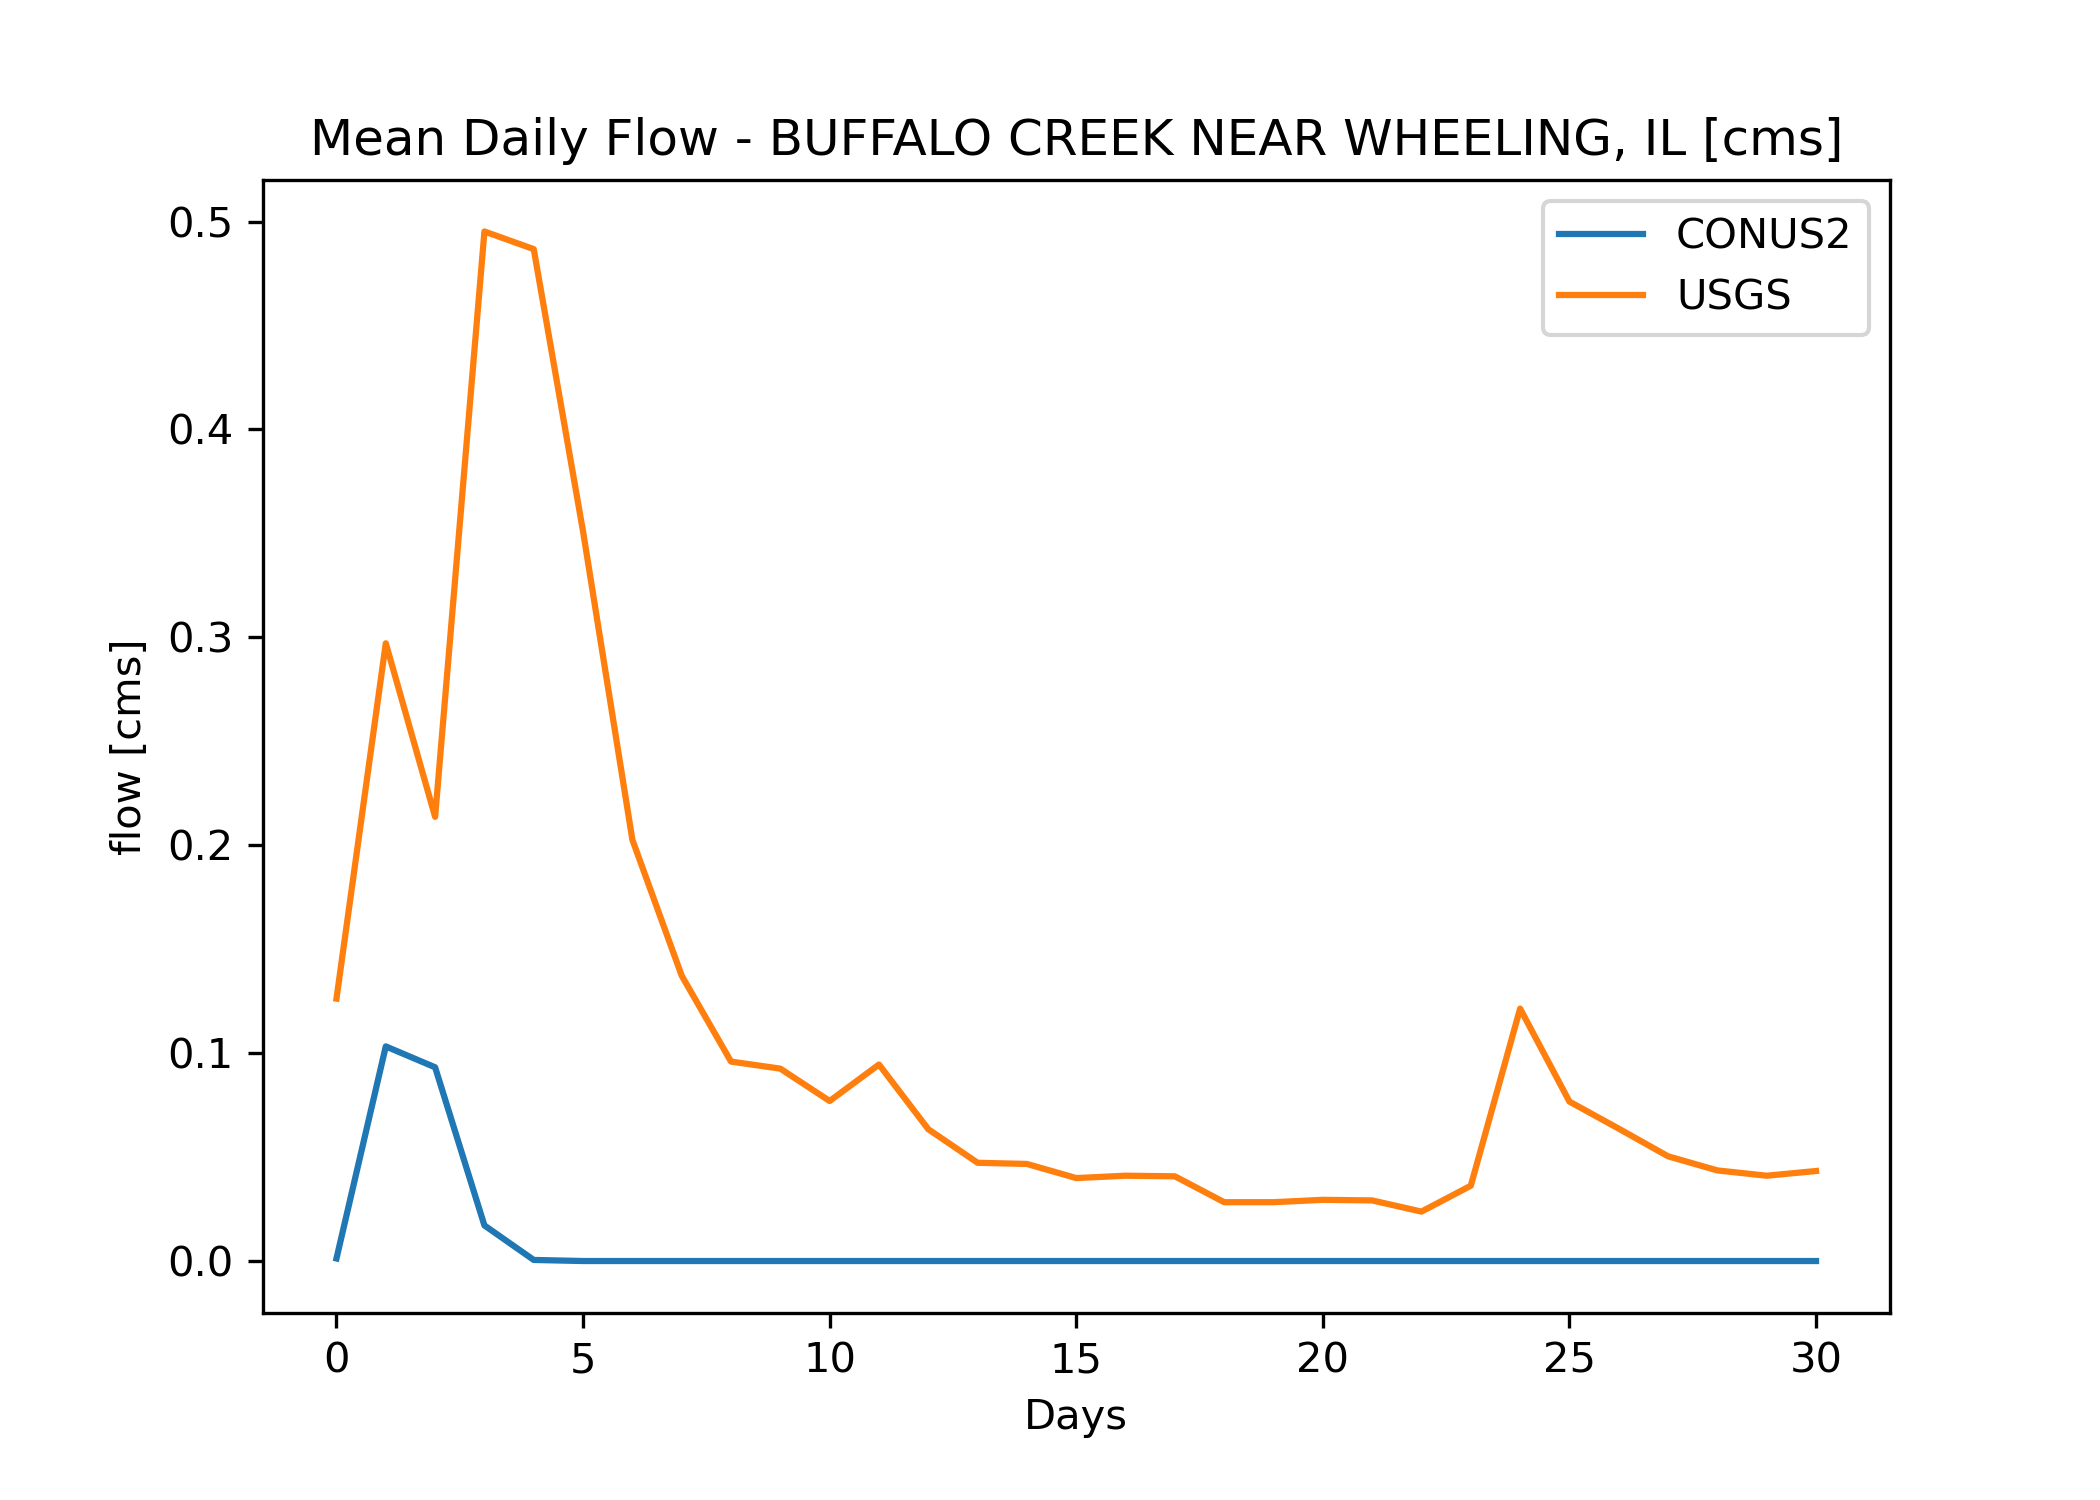 Mean Daily Flow - BUFFALO CREEK NEAR WHEELING, IL [cms]
CONUS2
USGS
flow [cms]
0.5
0.4
0.3
0.2
0.1
0.0
0 5 10 15 20 25 30
Days